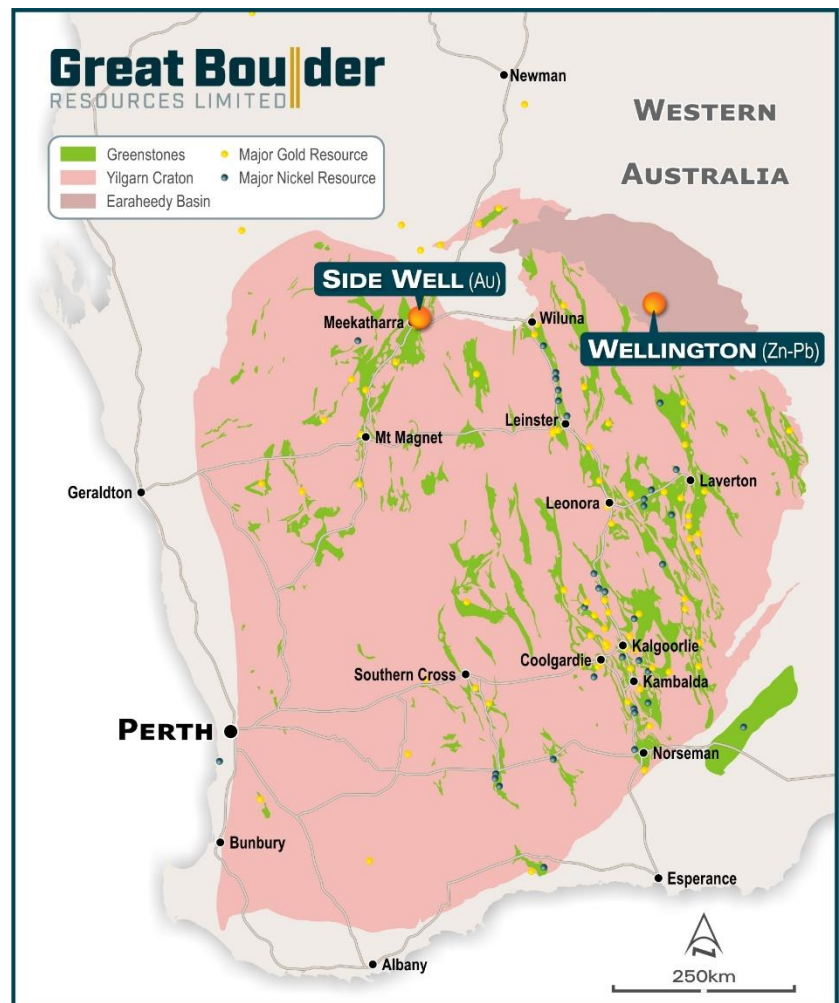 Great Boulder
RESOURCES LIMITED
Greenstones
Yilgarn Craton
Earaheedy Basin
Major Gold Resource
Major Nickel Resource
Newman
WESTERN
AUSTRALIA
SIDE WELL (Au)
Meekatharra
Wiluna
WELLINGTON (Zn-Pb)
Leinster
Mt Magnet
Laverton
Geraldton
Leonora
Kalgoorlie
Coolgardie
Southern Cross
Kambalda
PERTH
Norseman
Bunbury
Esperance
Albany
N
250km